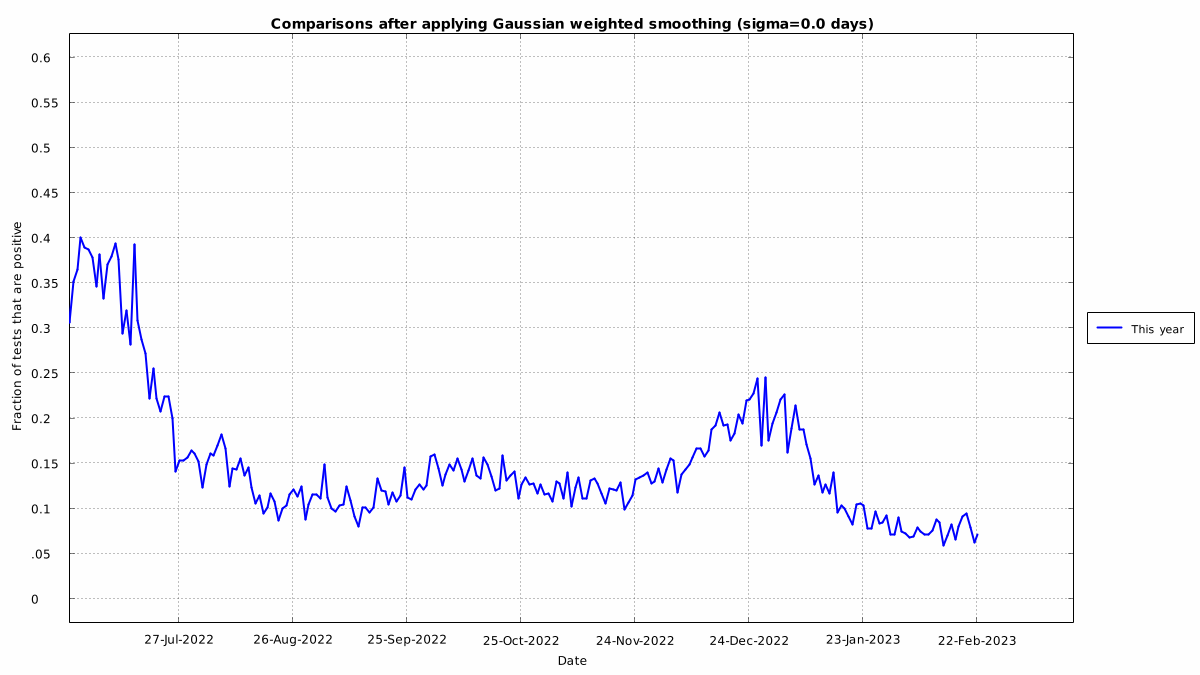 Comparisons after applying Gaussian weighted smoothing (sigma=0.0 days)
0.6
0.55
0.5
0.45
0.4
0.35
0.3
0.25
0.2
0.15
0.1
.05
0
Fraction of tests that are positive
This year
27-Jul-2022 26-Aug-2022 25-Sep-2022 25-Oct-2022 24-Nov-2022 24-Dec-2022 23-Jan-2023 22-Feb-2023
Date